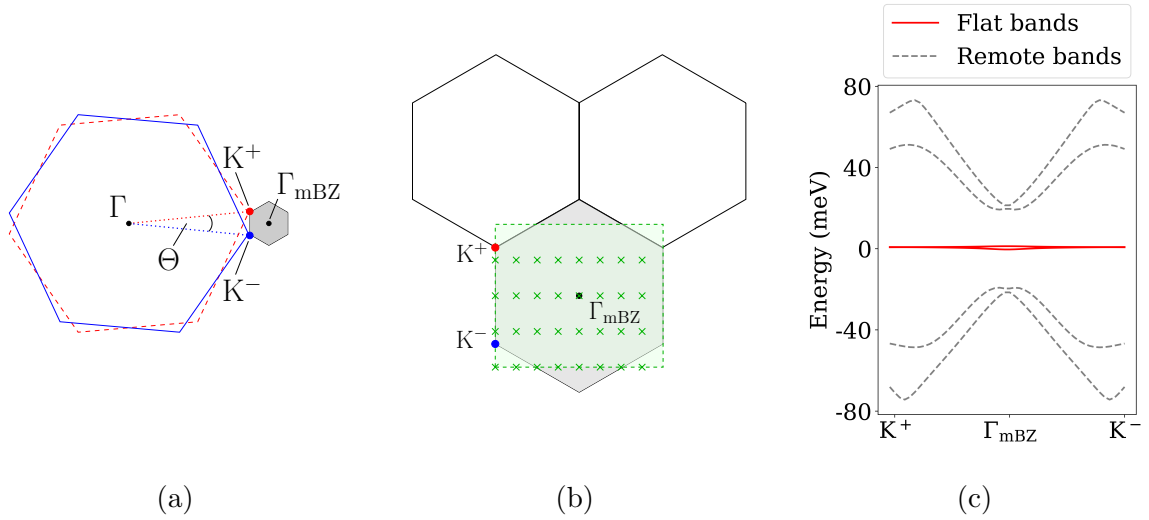 K⁺
Γ_mBZ
Γ
Θ
K⁻
(a)
K⁺
Γ_mBZ
K⁻
(b)
Flat bands
Remote bands
Energy (meV)
80
40
0
-40
-80
K⁺
Γ_mBZ
K⁻
(c)